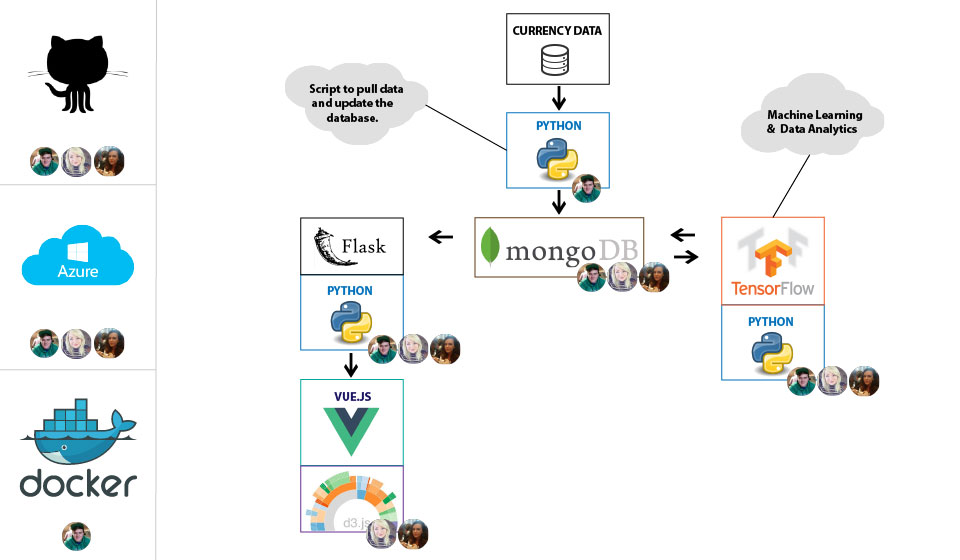 CURRENCY DATA
Script to pull data
and update the
database.
PYTHON
Machine Learning
& Data Analytics
Azure
Flask
mongoDB
TensorFlow
PYTHON
PYTHON
VUE.JS
docker
d3.js